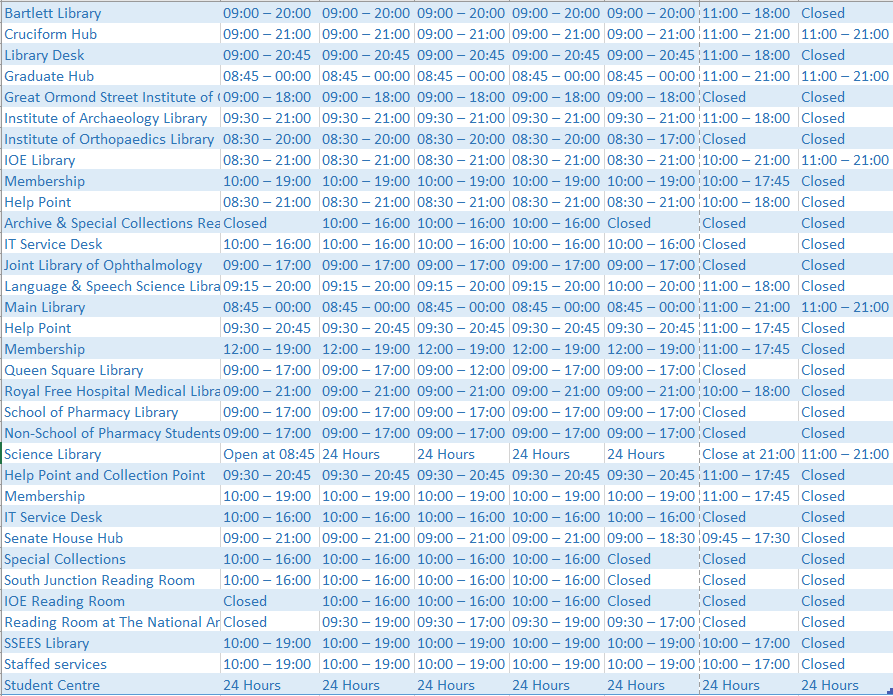 Bartlett Library 09:00 – 20:00 09:00 – 20:00 09:00 – 20:00 09:00 – 20:00 09:00 – 20:00 11:00 – 18:00 Closed
Cruciform Hub 09:00 – 21:00 09:00 – 21:00 09:00 – 21:00 09:00 – 21:00 09:00 – 21:00 11:00 – 21:00 11:00 – 21:00
Library Desk 09:00 – 20:45 09:00 – 20:45 09:00 – 20:45 09:00 – 20:45 09:00 – 20:45 11:00 – 18:00 Closed
Graduate Hub 08:45 – 00:00 08:45 – 00:00 08:45 – 00:00 08:45 – 00:00 08:45 – 00:00 11:00 – 21:00 11:00 – 21:00
Great Ormond Street Institute of 09:00 – 18:00 09:00 – 18:00 09:00 – 18:00 09:00 – 18:00 09:00 – 18:00 Closed Closed
Institute of Archaeology Library 09:30 – 21:00 09:30 – 21:00 09:30 – 21:00 09:30 – 21:00 09:30 – 21:00 11:00 – 18:00 Closed
Institute of Orthopaedics Library 08:30 – 20:00 08:30 – 20:00 08:30 – 20:00 08:30 – 20:00 08:30 – 17:00 Closed Closed
IOE Library 08:30 – 21:00 08:30 – 21:00 08:30 – 21:00 08:30 – 21:00 08:30 – 21:00 10:00 – 21:00 11:00 – 21:00
Membership 10:00 – 19:00 10:00 – 19:00 10:00 – 19:00 10:00 – 19:00 10:00 – 19:00 10:00 – 17:45 Closed
Help Point 08:30 – 21:00 08:30 – 21:00 08:30 – 21:00 08:30 – 21:00 08:30 – 21:00 10:00 – 18:00 Closed
Archive & Special Collections Rea Closed 10:00 – 16:00 10:00 – 16:00 10:00 – 16:00 Closed Closed Closed
IT Service Desk 10:00 – 16:00 10:00 – 16:00 10:00 – 16:00 10:00 – 16:00 10:00 – 16:00 Closed Closed
Joint Library of Ophthalmology 09:00 – 17:00 09:00 – 17:00 09:00 – 17:00 09:00 – 17:00 09:00 – 17:00 Closed Closed
Language & Speech Science Libra 09:15 – 20:00 09:15 – 20:00 09:15 – 20:00 09:15 – 20:00 10:00 – 20:00 11:00 – 18:00 Closed
Main Library 08:45 – 00:00 08:45 – 00:00 08:45 – 00:00 08:45 – 00:00 08:45 – 00:00 11:00 – 21:00 11:00 – 21:00
Help Point 09:30 – 20:45 09:30 – 20:45 09:30 – 20:45 09:30 – 20:45 09:30 – 20:45 11:00 – 17:45 Closed
Membership 12:00 – 19:00 12:00 – 19:00 12:00 – 19:00 12:00 – 19:00 12:00 – 19:00 11:00 – 17:45 Closed
Queen Square Library 09:00 – 17:00 09:00 – 17:00 09:00 – 12:00 09:00 – 17:00 09:00 – 17:00 Closed Closed
Royal Free Hospital Medical Libra 09:00 – 21:00 09:00 – 21:00 09:00 – 21:00 09:00 – 21:00 09:00 – 21:00 10:00 – 18:00 Closed
School of Pharmacy Library 09:00 – 17:00 09:00 – 17:00 09:00 – 17:00 09:00 – 17:00 09:00 – 17:00 Closed Closed
Non-School of Pharmacy Students 09:00 – 17:00 09:00 – 17:00 09:00 – 17:00 09:00 – 17:00 09:00 – 17:00 Closed Closed
Science Library Open at 08:45 24 Hours 24 Hours 24 Hours 24 Hours Close at 21:00 11:00 – 21:00
Help Point and Collection Point 09:30 – 20:45 09:30 – 20:45 09:30 – 20:45 09:30 – 20:45 09:30 – 20:45 11:00 – 17:45 Closed
Membership 10:00 – 19:00 10:00 – 19:00 10:00 – 19:00 10:00 – 19:00 10:00 – 19:00 11:00 – 17:45 Closed
IT Service Desk 10:00 – 16:00 10:00 – 16:00 10:00 – 16:00 10:00 – 16:00 10:00 – 16:00 Closed Closed
Senate House Hub 09:00 – 21:00 09:00 – 21:00 09:00 – 21:00 09:00 – 21:00 09:00 – 18:30 09:45 – 17:30 Closed
Special Collections 10:00 – 16:00 10:00 – 16:00 10:00 – 16:00 10:00 – 16:00 Closed Closed Closed
South Junction Reading Room 10:00 – 16:00 10:00 – 16:00 10:00 – 16:00 10:00 – 16:00 Closed Closed Closed
IOE Reading Room Closed 10:00 – 16:00 10:00 – 16:00 10:00 – 16:00 Closed Closed Closed
Reading Room at The National Ar Closed 09:30 – 19:00 09:30 – 17:00 09:30 – 19:00 09:30 – 17:00 Closed Closed
SSEES Library 10:00 – 19:00 10:00 – 19:00 10:00 – 19:00 10:00 – 19:00 10:00 – 19:00 10:00 – 17:00 Closed
Staffed services 10:00 – 19:00 10:00 – 19:00 10:00 – 19:00 10:00 – 19:00 10:00 – 19:00 10:00 – 17:00 Closed
Student Centre 24 Hours 24 Hours 24 Hours 24 Hours 24 Hours 24 Hours 24 Hours